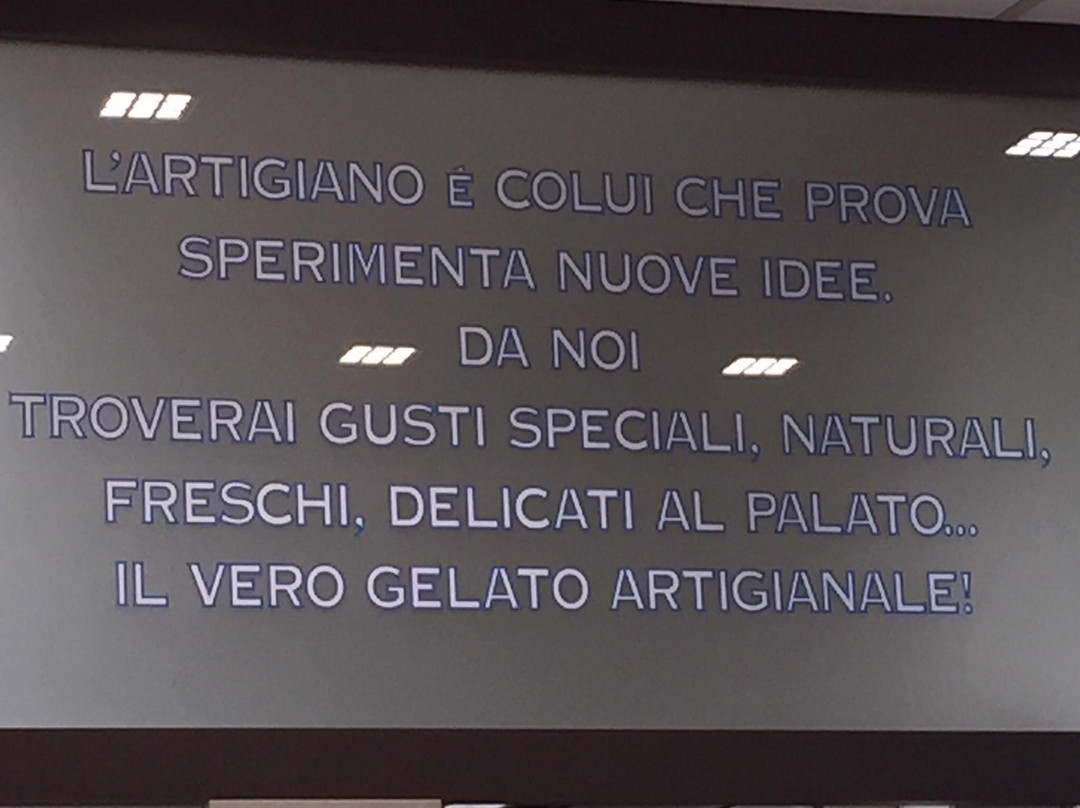 L'ARTIGIANO É COLUI CHE PROVA
SPERIMENTA NUOVE IDEE.
DA NOI
TROVERAI GUSTI SPECIALI, NATURALI,
FRESCHI, DELICATI AL PALATO...
IL VERO GELATO ARTIGIANALE!